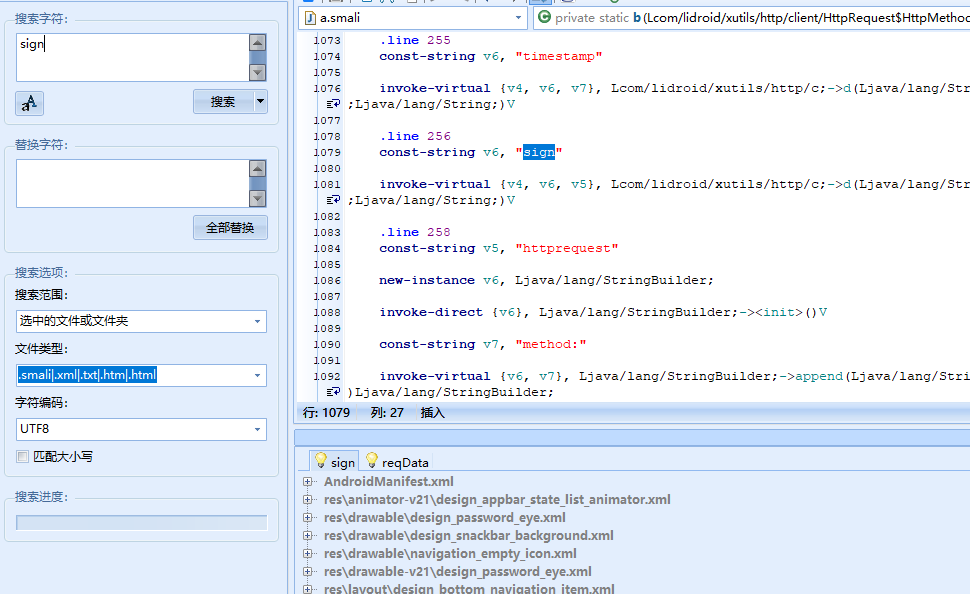 搜索字符:
sign
搜索
替换字符:
全部替换
搜索选项:
搜索范围:
选中的文件或文件夹
文件类型:
.smali|.xml|.txt|.htm|.html
字符编码:
UTF8
匹配大小写
搜索进度:
a.smali
private static b(Lcom/lidroid/xutils/http/client/HttpRequest$HttpMethod
1073 .line 255
1074 const-string v6, "timestamp"
1075
1076 invoke-virtual {v4, v6, v7}, Lcom/lidroid/xutils/http/c;->d(Ljava/lang/Str
;Ljava/lang/String;)V
1077
1078 .line 256
1079 const-string v6, "sign"
1080
1081 invoke-virtual {v4, v6, v5}, Lcom/lidroid/xutils/http/c;->d(Ljava/lang/Str
;Ljava/lang/String;)V
1082
1083 .line 258
1084 const-string v5, "httprequest"
1085
1086 new-instance v6, Ljava/lang/StringBuilder;
1087
1088 invoke-direct {v6}, Ljava/lang/StringBuilder;-><init>()V
1089
1090 const-string v7, "method:"
1091
1092 invoke-virtual {v6, v7}, Ljava/lang/StringBuilder;->append(Ljava/lang/Stri
)Ljava/lang/StringBuilder;
行: 1079 列: 27 插入
sign reqData
AndroidManifest.xml
res\animator-v21\design_appbar_state_list_animator.xml
res\drawable\design_password_eye.xml
res\drawable\design_snackbar_background.xml
res\drawable\navigation_empty_icon.xml
res\drawable-v21\design_password_eye.xml
res\layout\design_bottom_navigation_item.xml